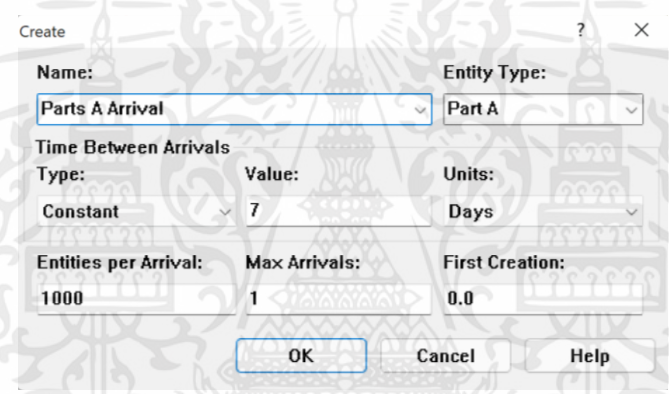 Create ? ×
Name: Entity Type:
Parts A Arrival Part A
Time Between Arrivals
Type: Value: Units:
Constant 7 Days
Entities per Arrival: Max Arrivals: First Creation:
1000 1 0.0
OK Cancel Help